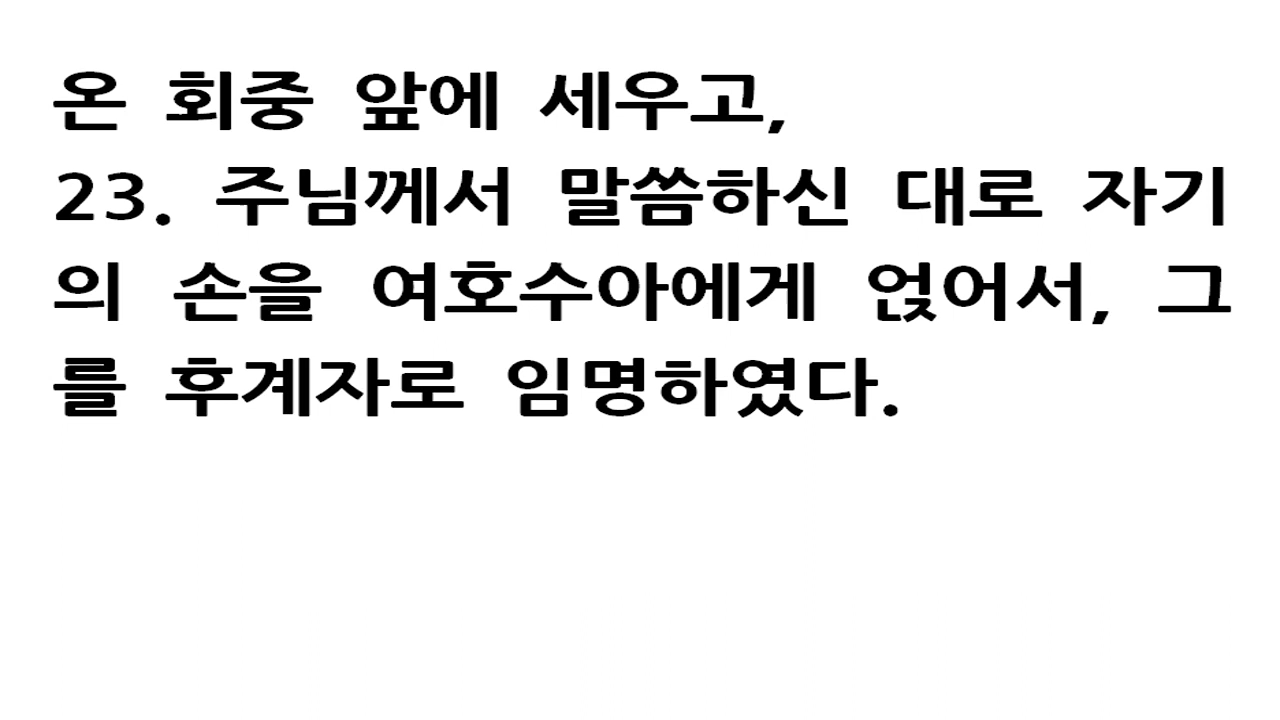 온 회중 앞에 세우고,
23. 주님께서 말씀하신 대로 자기
의 손을 여호수아에게 얹어서, 그
를 후계자로 임명하였다.